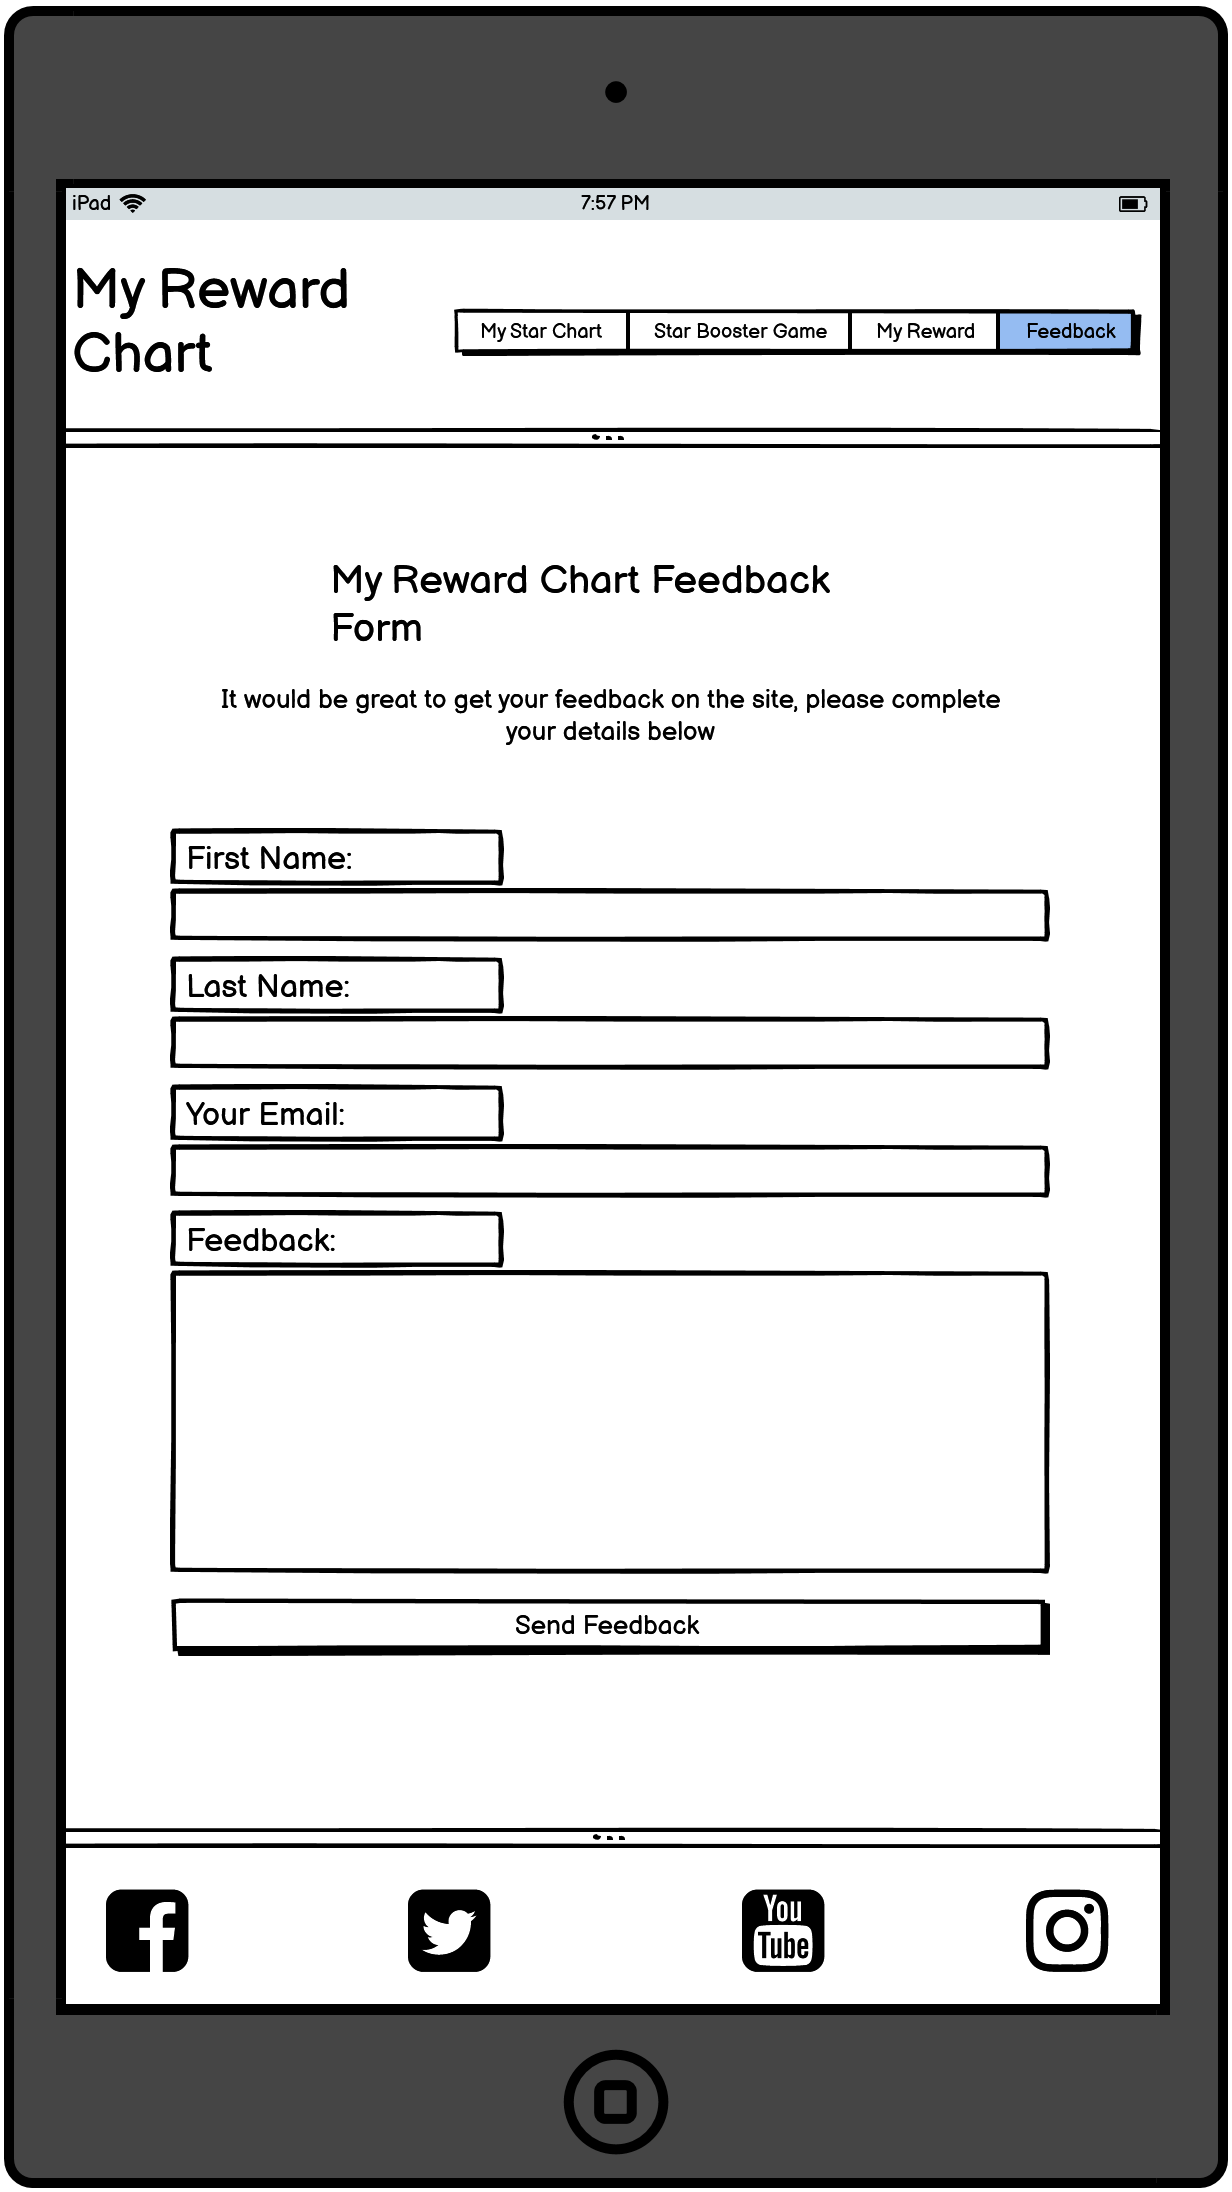 iPad 7:57 PM
My Reward
Chart
My Star Chart Star Booster Game My Reward Feedback
My Reward Chart Feedback
Form
It would be great to get your feedback on the site, please complete
your details below
First Name:
Last Name:
Your Email:
Feedback:
Send Feedback
You
Tube